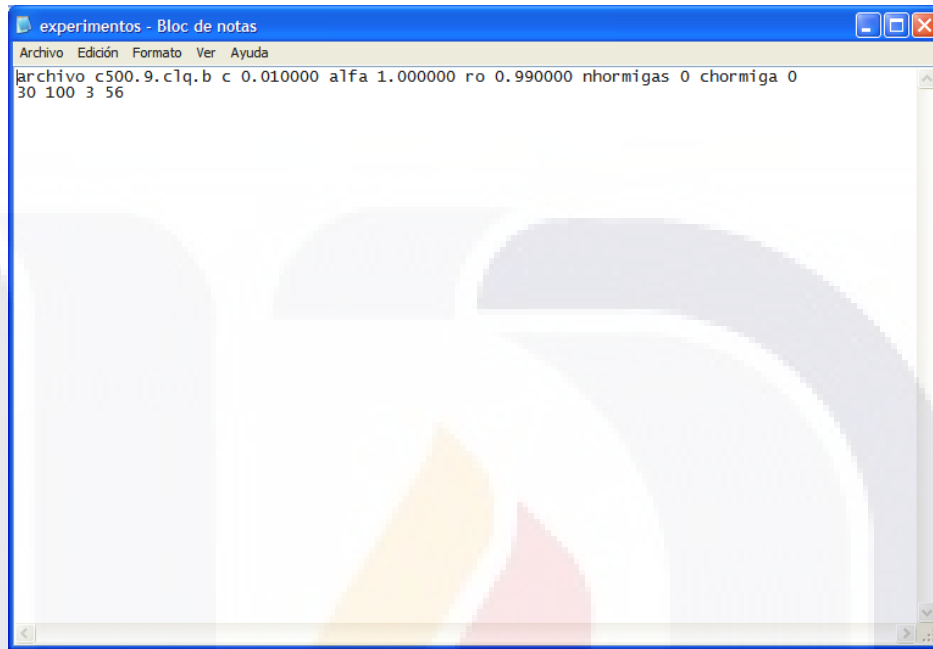 experimentos - Bloc de notas
Archivo Edición Formato Ver Ayuda
archivo c500.9.clq.b c 0.010000 alfa 1.000000 ro 0.990000 nhormigas 0 chormiga 0
30 100 3 56